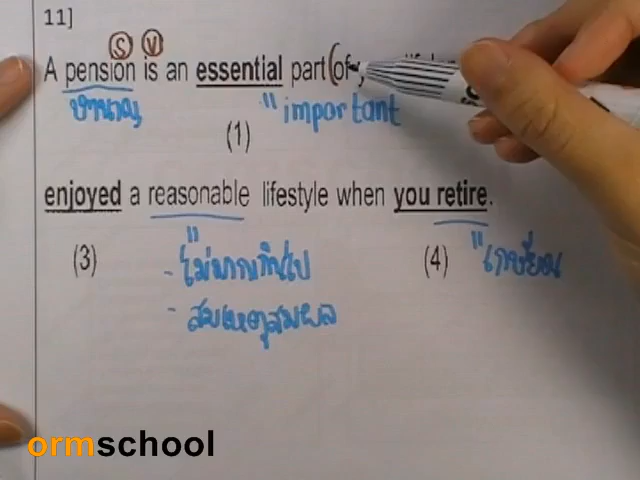 11]
S V
A pension is an essential part (of
บำนาญ " important
(1)
enjoyed a reasonable lifestyle when you retire.
(3) - ไม่มากเกินไป (4) " เกษียณ
- สมเหตุสมผล
ormschool